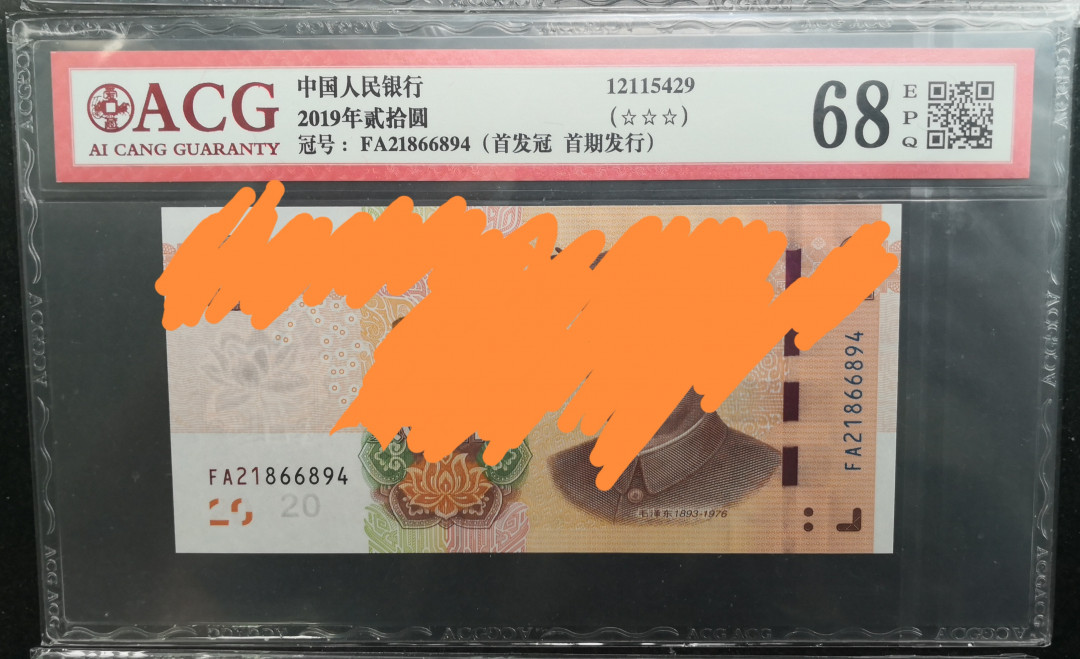 ACG
AI CANG GUARANTY
中国人民银行
2019年贰拾圆
冠号：FA21866894（首发冠 首期发行）
12115429
(☆☆☆)
68
EPQ
FA21866894
20
20
毛泽东1893-1976
FA21866894